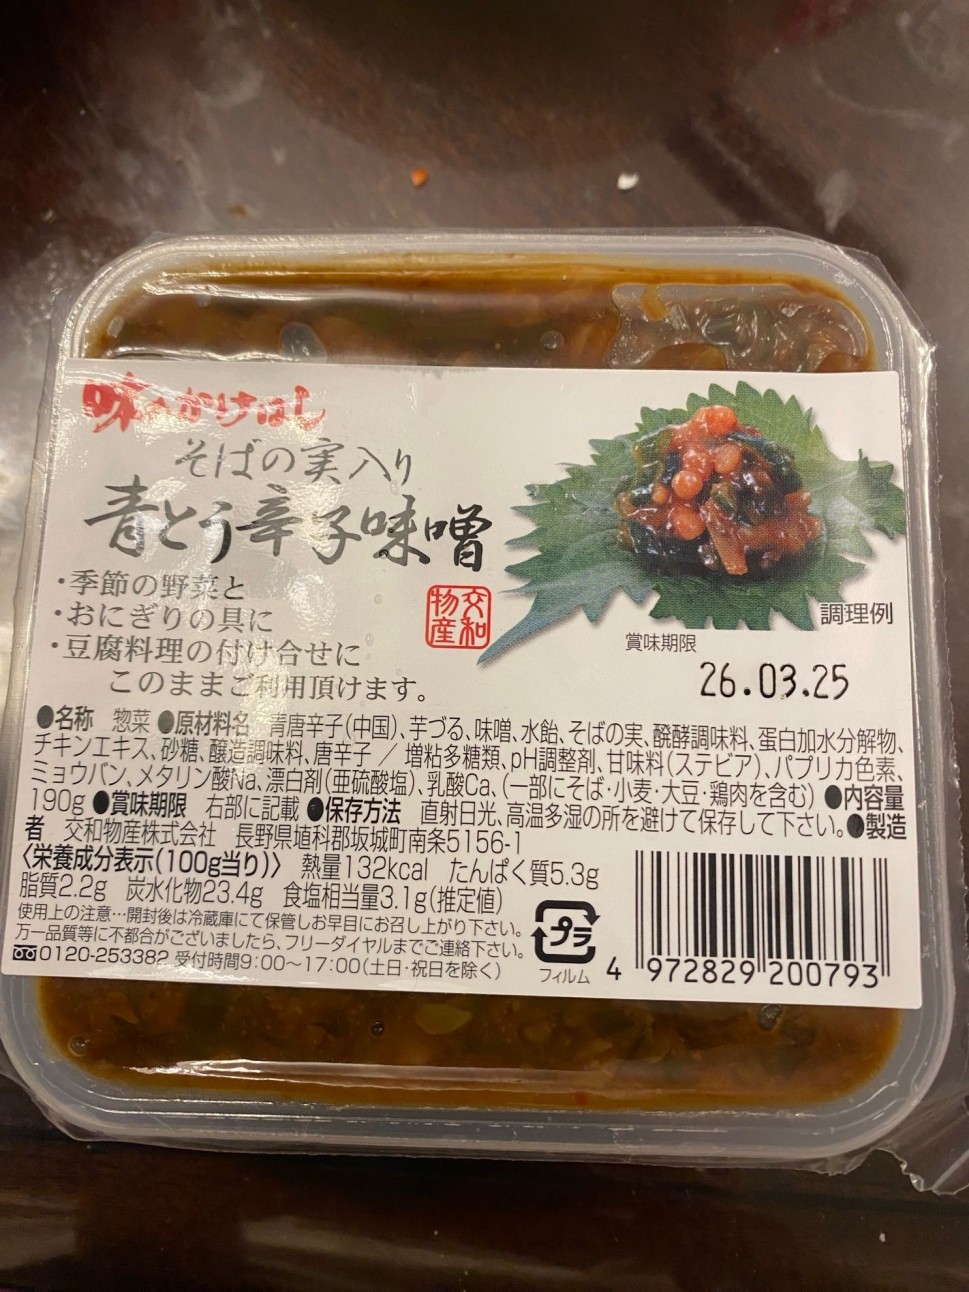 味のかけはし
そばの実入り
青とう辛子味噌
・季節の野菜と
・おにぎりの具に
・豆腐料理の付け合せに
このままご利用頂けます。
交和物産
調理例
賞味期限
26.03.25
●名称 惣菜 ●原材料名 青唐辛子(中国)、芋づる、味噌、水飴、そばの実、醗酵調味料、蛋白加水分解物、
チキンエキス、砂糖、醸造調味料、唐辛子 / 増粘多糖類、pH調整剤、甘味料(ステビア)、パプリカ色素、
ミョウバン、メタリン酸Na、漂白剤(亜硫酸塩)、乳酸Ca、(一部にそば・小麦・大豆・鶏肉を含む) ●内容量
190g ●賞味期限 右部に記載 ●保存方法 直射日光、高温多湿の所を避けて保存して下さい。●製造
者 交和物産株式会社 長野県埴科郡坂城町南条5156-1
〈栄養成分表示(100g当り)〉 熱量132kcal たんぱく質5.3g
脂質2.2g 炭水化物23.4g 食塩相当量3.1g(推定値)
使用上の注意…開封後は冷蔵庫にて保管しお早目にお召し上がり下さい。
万一品質等に不都合がございましたら、フリーダイヤルまでご連絡下さい。
0120-253382 受付時間9:00〜17:00(土日・祝日を除く)
プラ
フィルム
4 972829 200793